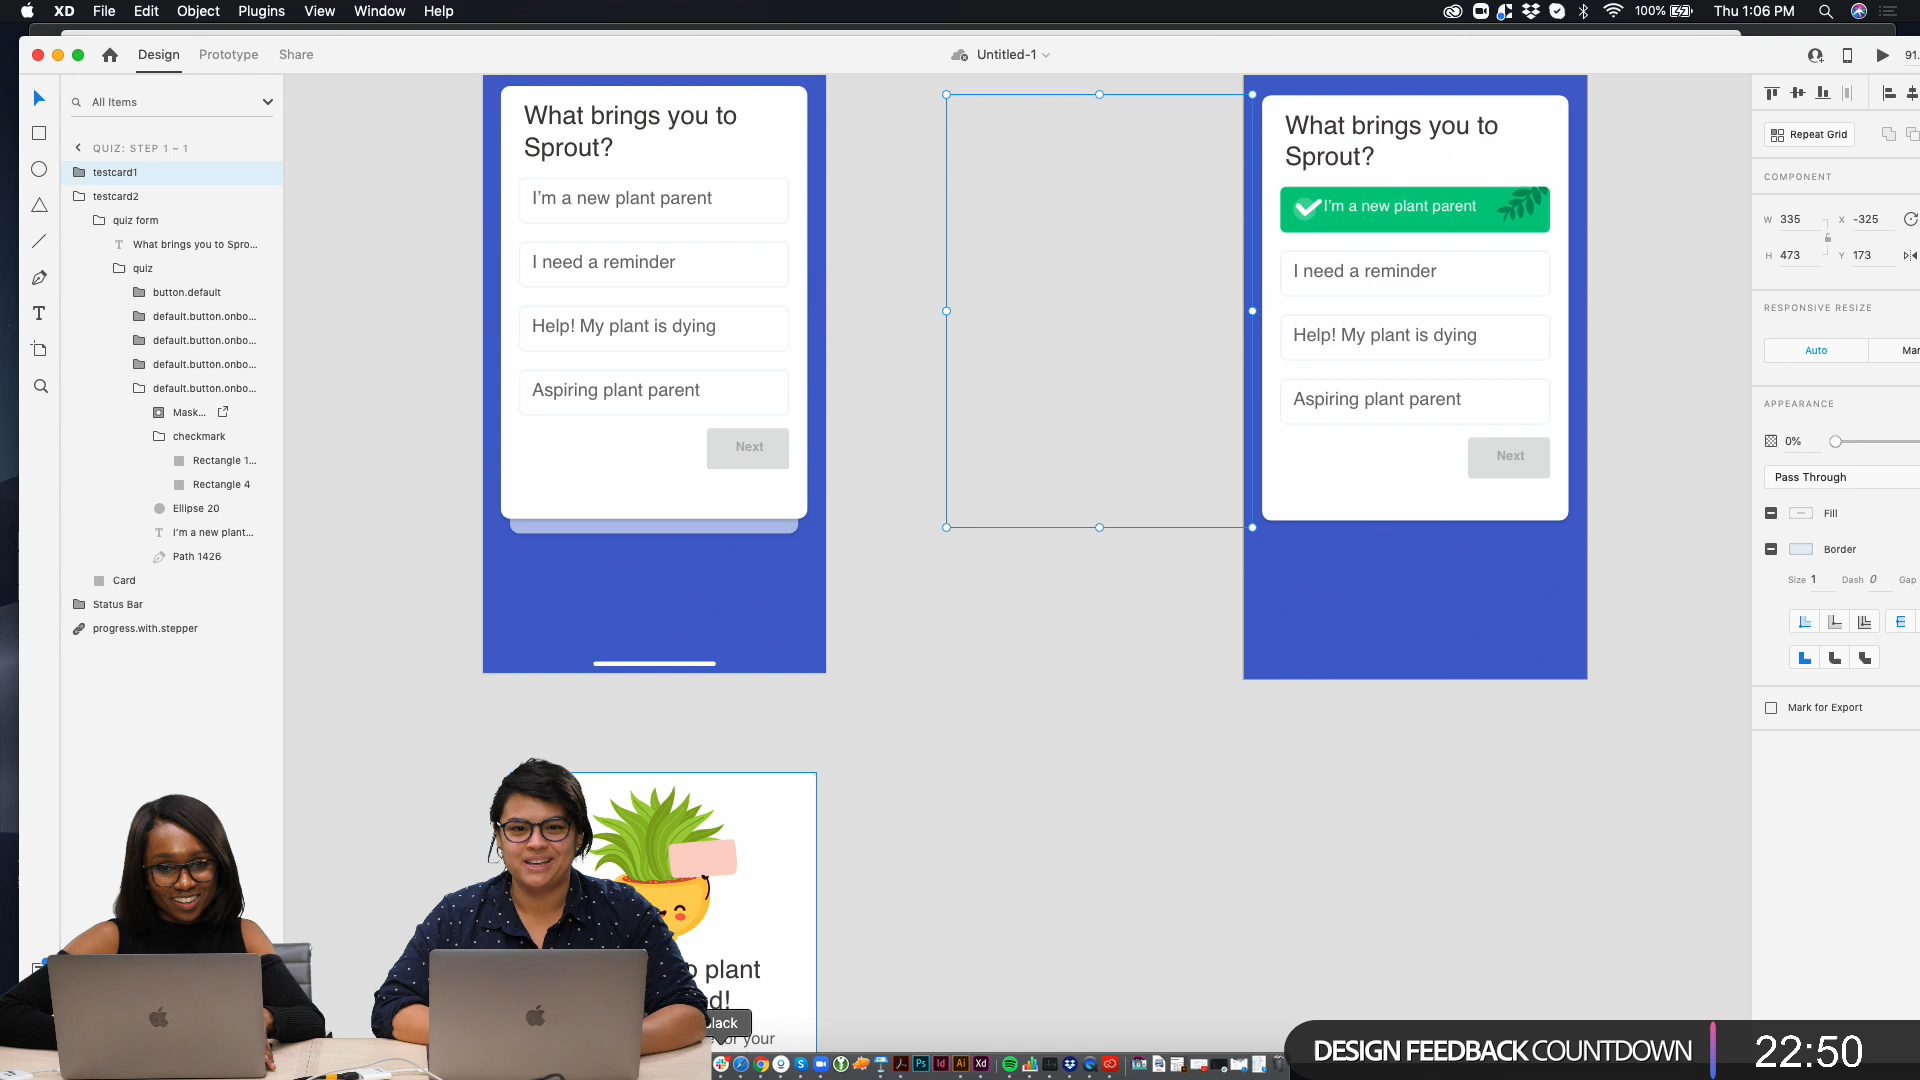 XD File Edit Object Plugins View Window Help
100% Thu 1:06 PM
Design Prototype Share
Untitled-1
91.
All Items
QUIZ: STEP 1 – 1
testcard1
testcard2
quiz form
What brings you to Spro...
quiz
button.default
default.button.onbo...
default.button.onbo...
default.button.onbo...
default.button.onbo...
Mask...
checkmark
Rectangle 1...
Rectangle 4
Ellipse 20
I'm a new plant...
Path 1426
Card
Status Bar
progress.with.stepper
What brings you to
Sprout?
I'm a new plant parent
I need a reminder
Help! My plant is dying
Aspiring plant parent
Next
What brings you to
Sprout?
I'm a new plant parent
I need a reminder
Help! My plant is dying
Aspiring plant parent
Next
Repeat Grid
COMPONENT
W 335 X -325
H 473 Y 173
RESPONSIVE RESIZE
Auto
APPEARANCE
0%
Pass Through
Fill
Border
Size 1 Dash 0 Gap
Mark for Export
plant
your
DESIGN FEEDBACK COUNTDOWN 22:50